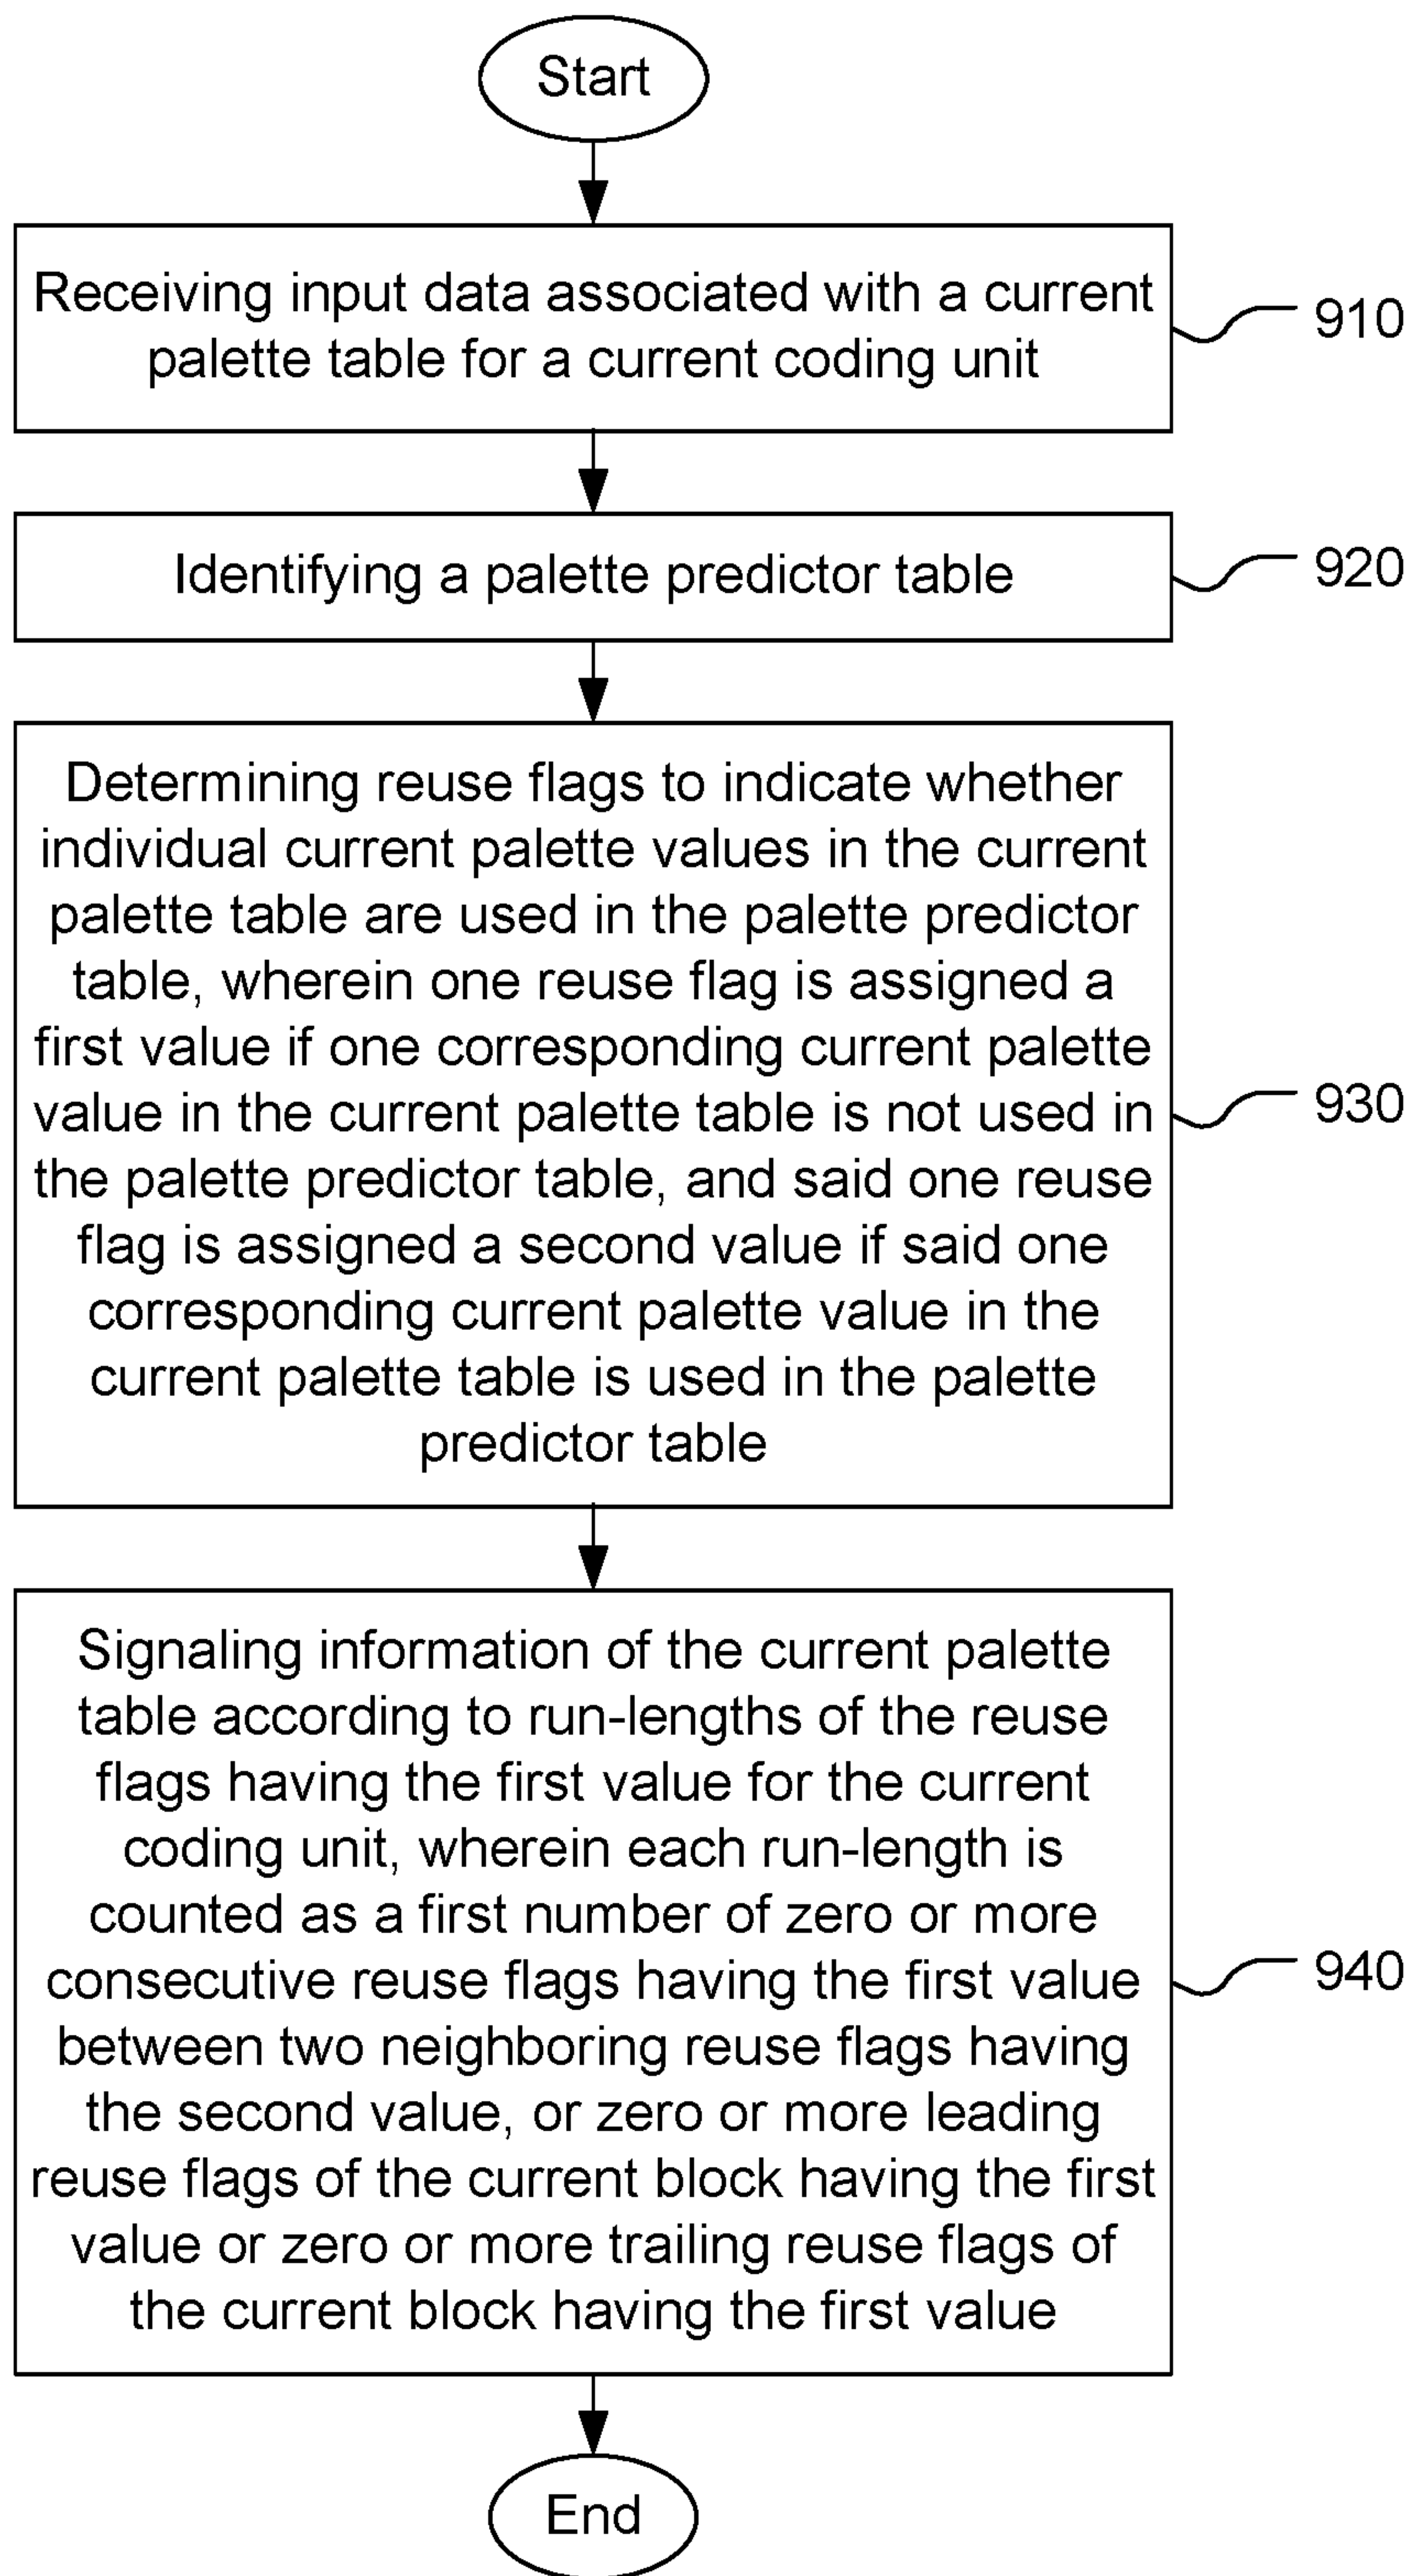 Start
Receiving input data associated with a current
palette table for a current coding unit
910
Identifying a palette predictor table
920
Determining reuse flags to indicate whether
individual current palette values in the current
palette table are used in the palette predictor
table, wherein one reuse flag is assigned a
first value if one corresponding current palette
value in the current palette table is not used in
the palette predictor table, and said one reuse
flag is assigned a second value if said one
corresponding current palette value in the
current palette table is used in the palette
predictor table
930
Signaling information of the current palette
table according to run-lengths of the reuse
flags having the first value for the current
coding unit, wherein each run-length is
counted as a first number of zero or more
consecutive reuse flags having the first value
between two neighboring reuse flags having
the second value, or zero or more leading
reuse flags of the current block having the first
value or zero or more trailing reuse flags of
the current block having the first value
940
End